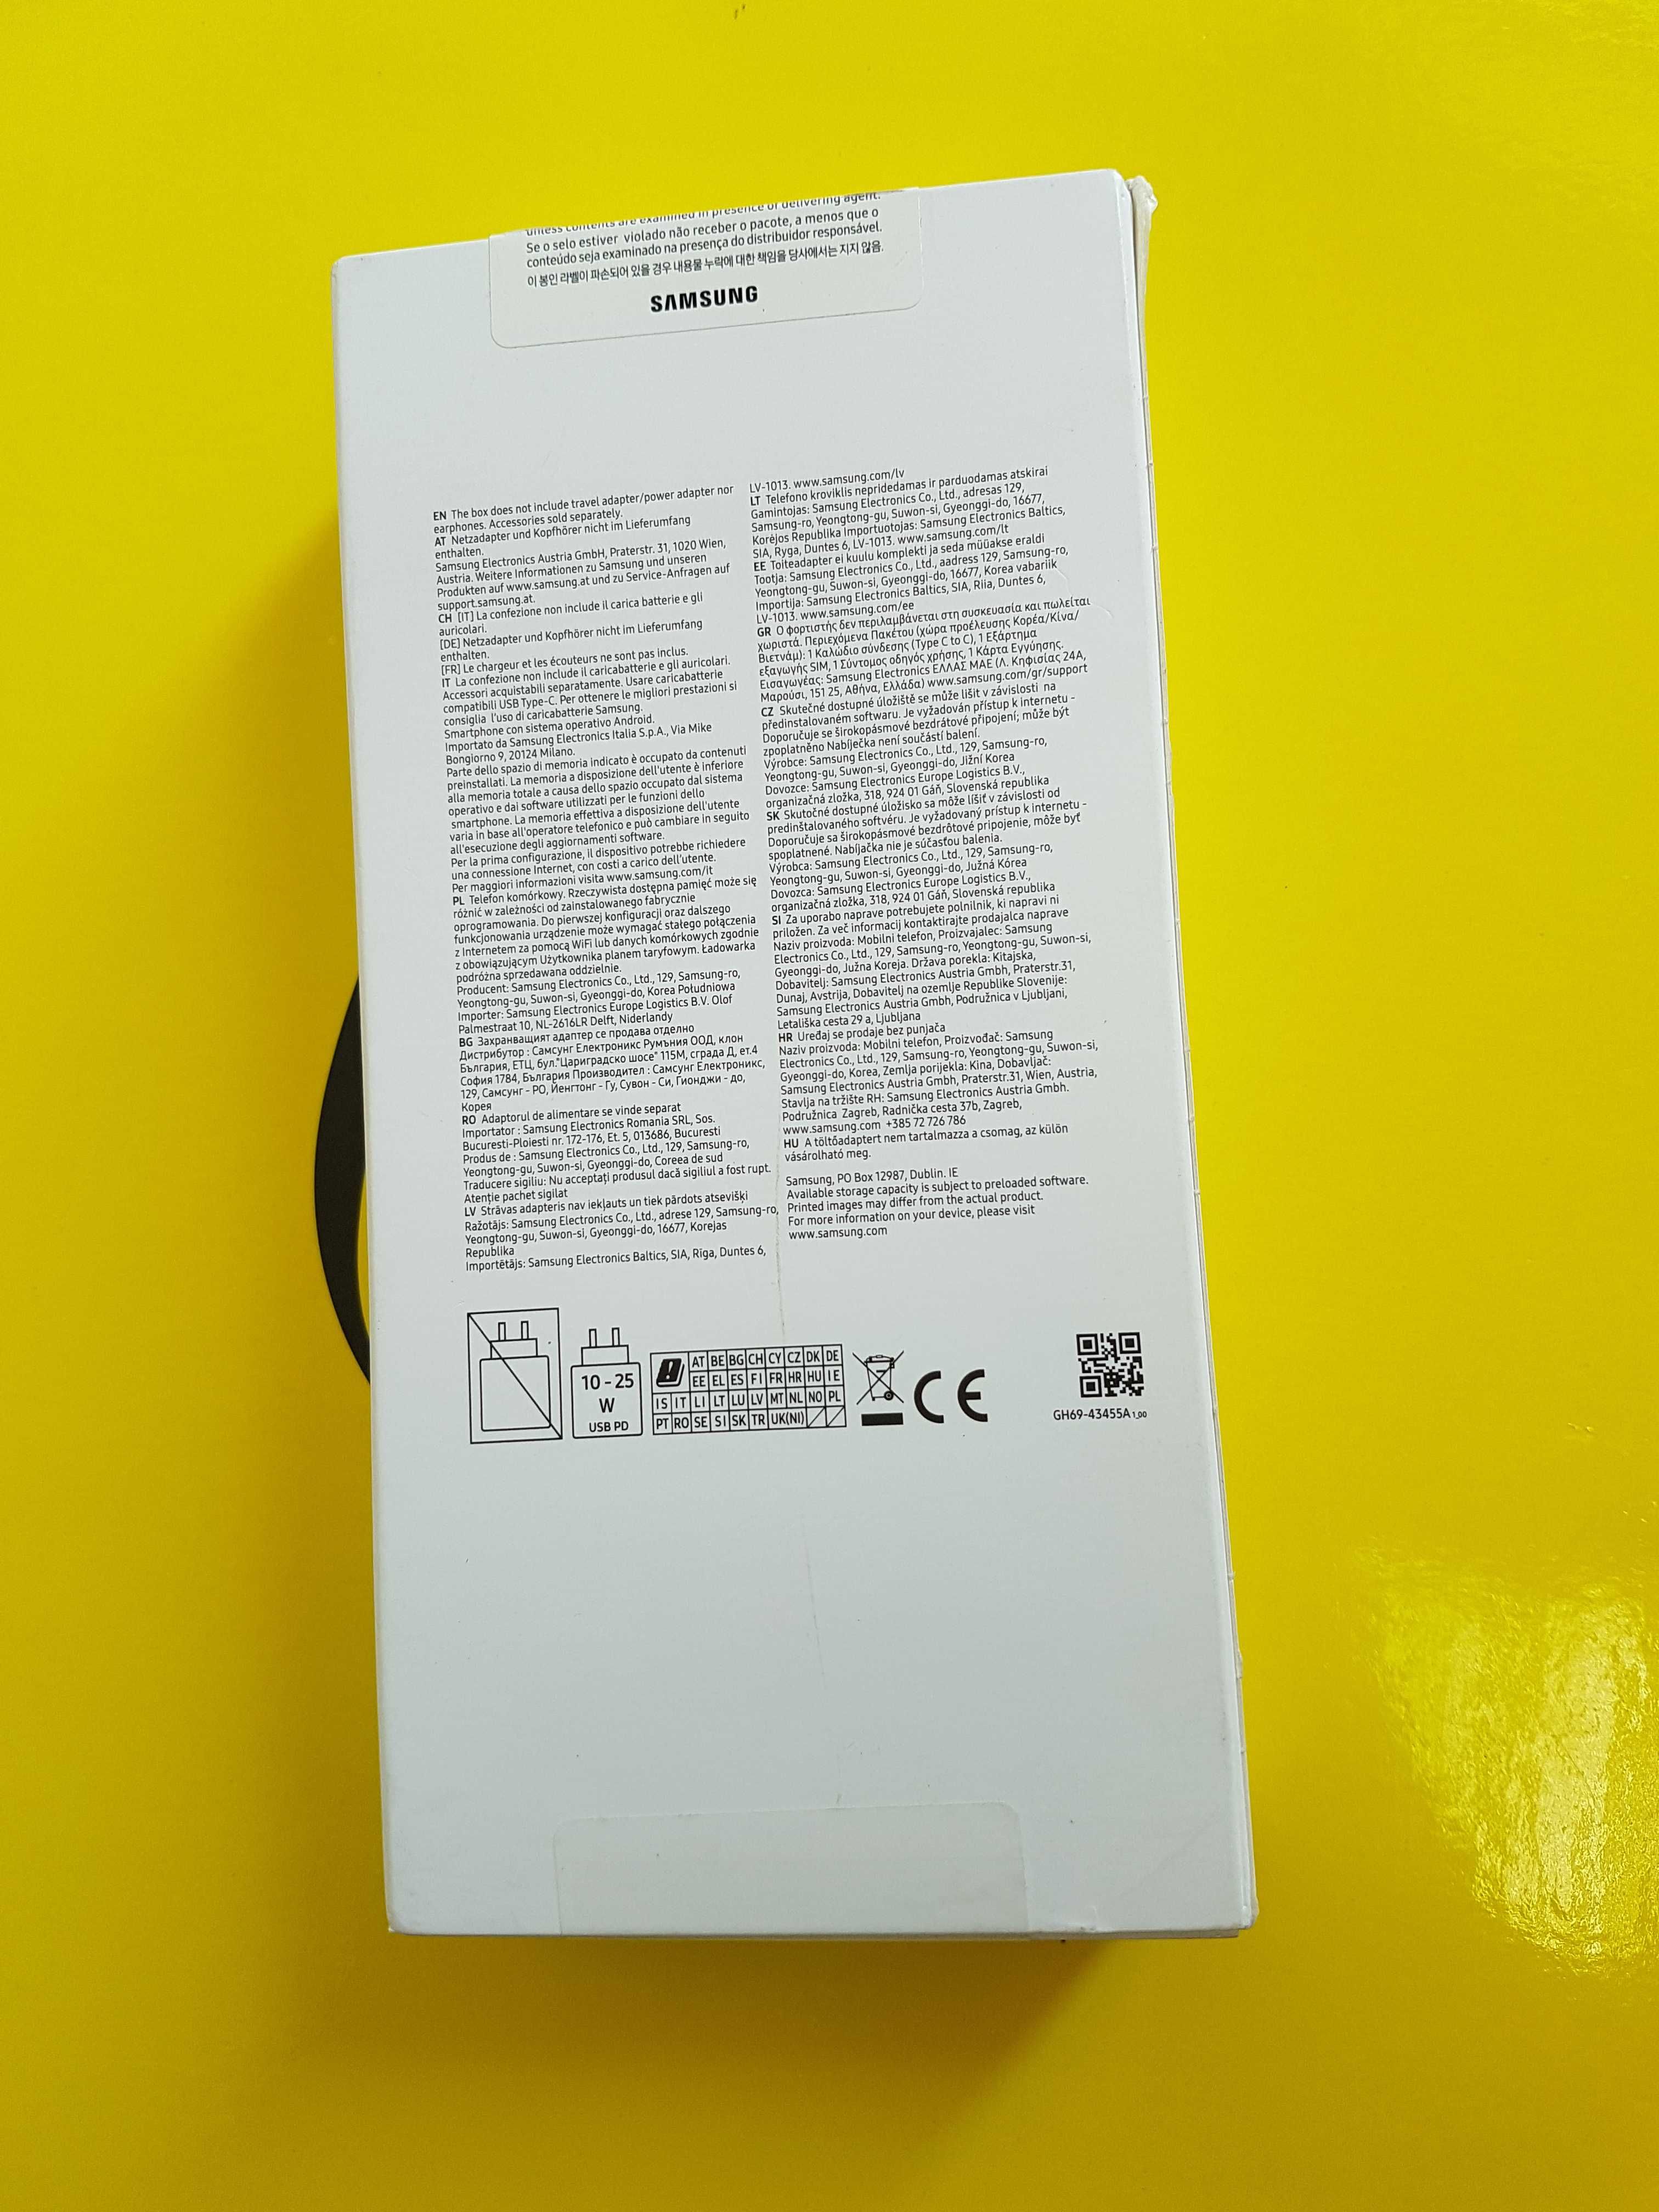 unless contents are examined in presence of delivering agent.
Se o selo estiver violado não receber o pacote, a menos que o
conteúdo seja examinado na presença do distribuidor responsável.
이 봉인 라벨이 파손되어 있을 경우 내용물 누락에 대한 책임을 당사에서는 지지 않음.
SAMSUNG
EN The box does not include travel adapter/power adapter nor
earphones. Accessories sold separately.
AT Netzadapter und Kopfhörer nicht im Lieferumfang
enthalten.
Samsung Electronics Austria GmbH, Praterstr. 31, 1020 Wien,
Austria. Weitere Informationen zu Samsung und unseren
Produkten auf www.samsung.at und zu Service-Anfragen auf
support.samsung.at.
CH [IT] La confezione non include il carica batterie e gli
auricolari.
[DE] Netzadapter und Kopfhörer nicht im Lieferumfang
enthalten.
[FR] Le chargeur et les écouteurs ne sont pas inclus.
IT La confezione non include il caricabatterie e gli auricolari.
Accessori acquistabili separatamente. Usare caricabatterie
compatibili USB Type-C. Per ottenere le migliori prestazioni si
consiglia l'uso di caricabatterie Samsung.
Smartphone con sistema operativo Android.
Importato da Samsung Electronics Italia S.p.A., Via Mike
Bongiorno 9, 20124 Milano.
Parte dello spazio di memoria indicato è occupato da contenuti
preinstallati. La memoria a disposizione dell'utente è inferiore
alla memoria totale a causa dello spazio occupato dal sistema
operativo e dai software utilizzati per le funzioni dello
smartphone. La memoria effettiva a disposizione dell'utente
varia in base all'operatore telefonico e può cambiare in seguito
all'esecuzione degli aggiornamenti software.
Per la prima configurazione, il dispositivo potrebbe richiedere
una connessione Internet, con costi a carico dell'utente.
Per maggiori informazioni visita www.samsung.com/it
PL Telefon komórkowy. Rzeczywista dostępna pamięć może się
różnić w zależności od zainstalowanego fabrycznie
oprogramowania. Do pierwszej konfiguracji oraz dalszego
funkcjonowania urządzenie może wymagać stałego połączenia
z Internetem za pomocą WiFi lub danych komórkowych zgodnie
z obowiązującym Użytkownika planem taryfowym. Ładowarka
podróżna sprzedawana oddzielnie.
Producent: Samsung Electronics Co., Ltd., 129, Samsung-ro,
Yeongtong-gu, Suwon-si, Gyeonggi-do, Korea Południowa
Importer: Samsung Electronics Europe Logistics B.V. Olof
Palmestraat 10, NL-2616LR Delft, Niderlandy
BG Захранващият адаптер се продава отделно
Дистрибутор : Самсунг Електроникс Румъния ООД, клон
България, ЕТЦ, бул."Цариградско шосе" 115М, сграда Д, ет.4
София 1784, България Производител : Самсунг Електроникс,
129, Самсунг - РО, Йенгтонг - Гу, Сувон - Си, Гионджи - до,
Корея
RO Adaptorul de alimentare se vinde separat
Importator : Samsung Electronics Romania SRL, Sos.
Bucuresti-Ploiesti nr. 172-176, Et. 5, 013686, Bucuresti
Produs de : Samsung Electronics Co., Ltd., 129, Samsung-ro,
Yeongtong-gu, Suwon-si, Gyeonggi-do, Coreea de sud
Traducere sigiliu: Nu acceptați produsul dacă sigiliul a fost rupt.
Atenție pachet sigilat
LV Strāvas adapteris nav iekļauts un tiek pārdots atsevišķi
Ražotājs: Samsung Electronics Co., Ltd., adrese 129, Samsung-ro,
Yeongtong-gu, Suwon-si, Gyeonggi-do, 16677, Korejas
Republika
Importētājs: Samsung Electronics Baltics, SIA, Rīga, Duntes 6,
LV-1013. www.samsung.com/lv
LT Telefono kroviklis nepridedamas ir parduodamas atskirai
Gamintojas: Samsung Electronics Co., Ltd., adresas 129,
Samsung-ro, Yeongtong-gu, Suwon-si, Gyeonggi-do, 16677,
Korėjos Respublika Importuotojas: Samsung Electronics Baltics,
SIA, Ryga, Duntes 6, LV-1013. www.samsung.com/lt
EE Toiteadapter ei kuulu komplekti ja seda müüakse eraldi
Tootja: Samsung Electronics Co., Ltd., aadress 129, Samsung-ro,
Yeongtong-gu, Suwon-si, Gyeonggi-do, 16677, Korea vabariik
Importija: Samsung Electronics Baltics, SIA, Riia, Duntes 6,
LV-1013. www.samsung.com/ee
GR Ο φορτιστής δεν περιλαμβάνεται στη συσκευασία και πωλείται
χωριστά. Περιεχόμενα Πακέτου (χώρα προέλευσης Κορέα/Κίνα/
Βιετνάμ): 1 Καλώδιο σύνδεσης (Type C to C), 1 Εξάρτημα
εξαγωγής SIM, 1 Σύντομος οδηγός χρήσης, 1 Κάρτα Εγγύησης.
Εισαγωγέας: Samsung Electronics ΕΛΛΑΣ ΜΑΕ (Λ. Κηφισίας 24Α,
Μαρούσι, 151 25, Αθήνα, Ελλάδα) www.samsung.com/gr/support
CZ Skutečné dostupné úložiště se může lišit v závislosti na
předinstalovaném softwaru. Je vyžadován přístup k internetu -
Doporučuje se širokopásmové bezdrátové připojení; může být
zpoplatněno Nabíječka není součástí balení.
Výrobce: Samsung Electronics Co., Ltd., 129, Samsung-ro,
Yeongtong-gu, Suwon-si, Gyeonggi-do, Jižní Korea
Dovozce: Samsung Electronics Europe Logistics B.V.,
organizačná zložka, 318, 924 01 Gáň, Slovenská republika
SK Skutočné dostupné úložisko sa môže líšiť v závislosti od
predinštalovaného softvéru. Je vyžadovaný prístup k internetu -
Doporučuje sa širokopásmové bezdrôtové pripojenie, môže byť
spoplatnené. Nabíjačka nie je súčasťou balenia.
Výrobca: Samsung Electronics Co., Ltd., 129, Samsung-ro,
Yeongtong-gu, Suwon-si, Gyeonggi-do, Južná Kórea
Dovozca: Samsung Electronics Europe Logistics B.V.,
organizačná zložka, 318, 924 01 Gáň, Slovenská republika
SI Za uporabo naprave potrebujete polnilnik, ki napravi ni
priložen. Za več informacij kontaktirajte prodajalca naprave
Naziv proizvoda: Mobilni telefon, Proizvajalec: Samsung
Electronics Co., Ltd., 129, Samsung-ro, Yeongtong-gu, Suwon-si,
Gyeonggi-do, Južna Koreja. Država porekla: Kitajska,
Dobavitelj: Samsung Electronics Austria Gmbh, Praterstr.31,
Dunaj, Avstrija, Dobavitelj na ozemlje Republike Slovenije:
Samsung Electronics Austria Gmbh, Podružnica v Ljubljani,
Letališka cesta 29 a, Ljubljana
HR Uređaj se prodaje bez punjača
Naziv proizvoda: Mobilni telefon, Proizvođač: Samsung
Electronics Co., Ltd., 129, Samsung-ro, Yeongtong-gu, Suwon-si,
Gyeonggi-do, Korea, Zemlja porijekla: Kina, Dobavljač:
Samsung Electronics Austria Gmbh, Praterstr.31, Wien, Austria,
Stavlja na tržište RH: Samsung Electronics Austria Gmbh.
Podružnica Zagreb, Radnička cesta 37b, Zagreb,
www.samsung.com +385 72 726 786
HU A töltőadaptert nem tartalmazza a csomag, az külön
vásárolható meg.
Samsung, PO Box 12987, Dublin. IE
Available storage capacity is subject to preloaded software.
Printed images may differ from the actual product.
For more information on your device, please visit
www.samsung.com
10 - 25
W
USB PD
AT BE BG CH CY CZ DK DE
EE EL ES FI FR HR HU IE
IS IT LI LT LU LV MT NL NO PL
PT RO SE SI SK TR UK(NI)
CE
GH69-43455A 1.00